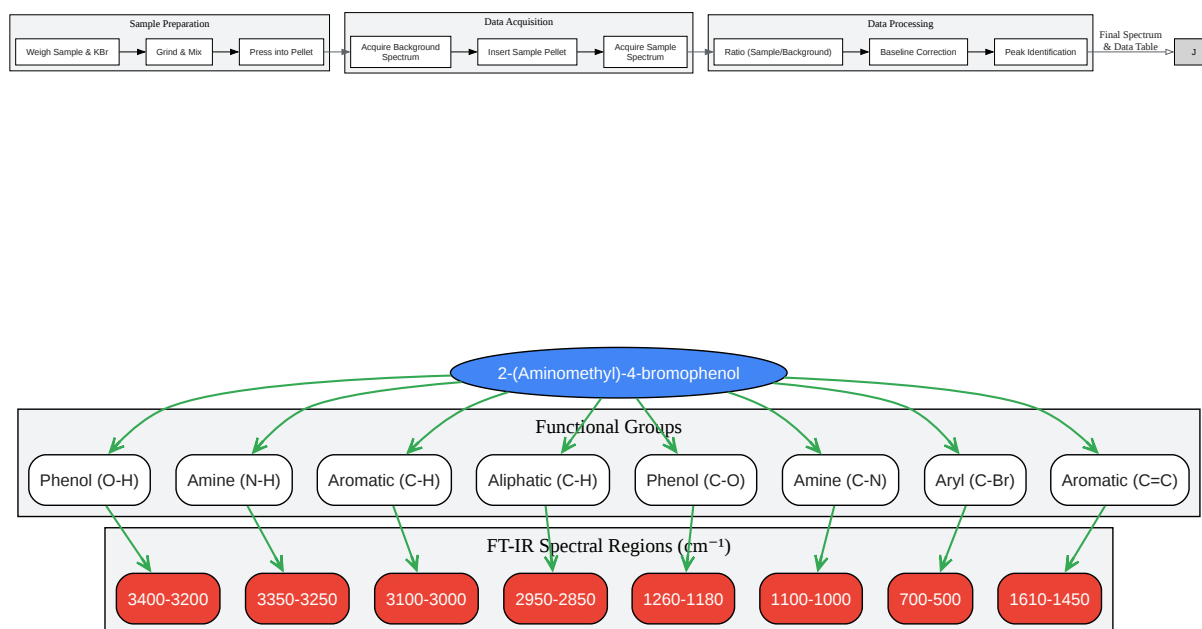 Sample Preparation
Data Acquisition
Data Processing
Weigh Sample & KBr
Grind & Mix
Press into Pellet
Acquire Background
Spectrum
Insert Sample Pellet
Acquire Sample
Spectrum
Ratio (Sample/Background)
Baseline Correction
Peak Identification
Final Spectrum
& Data Table
J
2-(Aminomethyl)-4-bromophenol
Functional Groups
Phenol (O-H)
Amine (N-H)
Aromatic (C-H)
Aliphatic (C-H)
Phenol (C-O)
Amine (C-N)
Aryl (C-Br)
Aromatic (C=C)
FT-IR Spectral Regions (cm⁻¹)
3400-3200
3350-3250
3100-3000
2950-2850
1260-1180
1100-1000
700-500
1610-1450